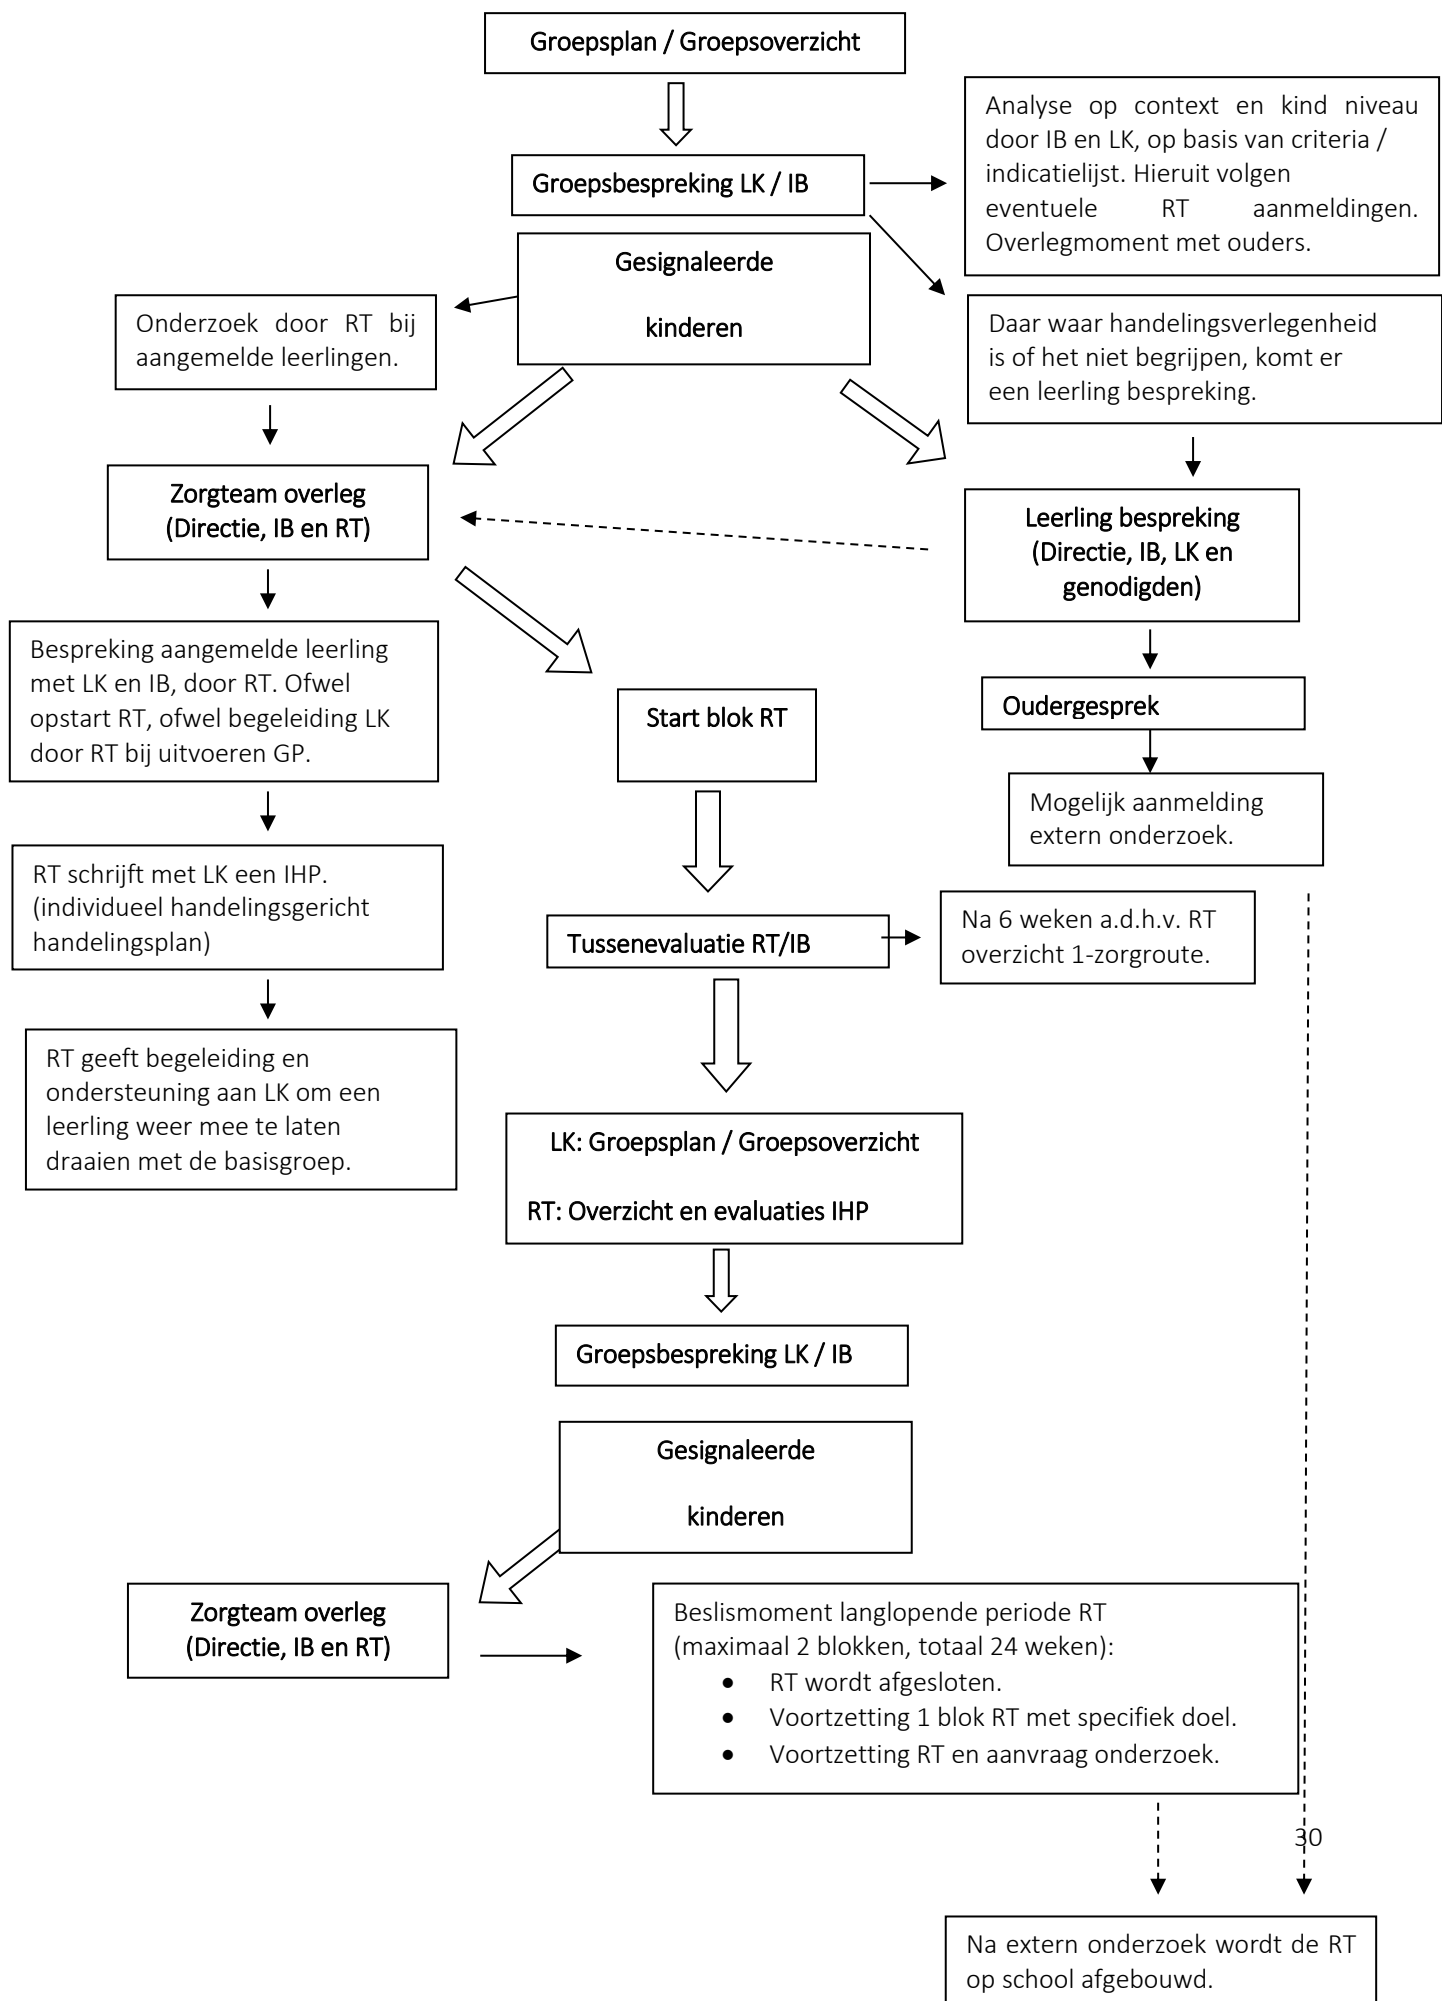 Groepsplan / Groepsoverzicht
Groepsbespreking LK / IB
Analyse op context en kind niveau
door IB en LK, op basis van criteria /
indicatielijst. Hieruit volgen
eventuele RT aanmeldingen.
Overlegmoment met ouders.
Gesignaleerde
kinderen
Onderzoek door RT bij
aangemelde leerlingen.
Daar waar handelingsverlegenheid
is of het niet begrijpen, komt er
een leerling bespreking.
Zorgteam overleg
(Directie, IB en RT)
Leerling bespreking
(Directie, IB, LK en
genodigden)
Bespreking aangemelde leerling
met LK en IB, door RT. Ofwel
opstart RT, ofwel begeleiding LK
door RT bij uitvoeren GP.
Start blok RT
Oudergesprek
Mogelijk aanmelding
extern onderzoek.
RT schrijft met LK een IHP.
(individueel handelingsgericht
handelingsplan)
Tussenevaluatie RT/IB
Na 6 weken a.d.h.v. RT
overzicht 1-zorgroute.
RT geeft begeleiding en
ondersteuning aan LK om een
leerling weer mee te laten
draaien met de basisgroep.
LK: Groepsplan / Groepsoverzicht
RT: Overzicht en evaluaties IHP
Groepsbespreking LK / IB
Gesignaleerde
kinderen
Zorgteam overleg
(Directie, IB en RT)
Beslismoment langlopende periode RT
(maximaal 2 blokken, totaal 24 weken):
• RT wordt afgesloten.
• Voortzetting 1 blok RT met specifiek doel.
• Voortzetting RT en aanvraag onderzoek.
30
Na extern onderzoek wordt de RT
op school afgebouwd.